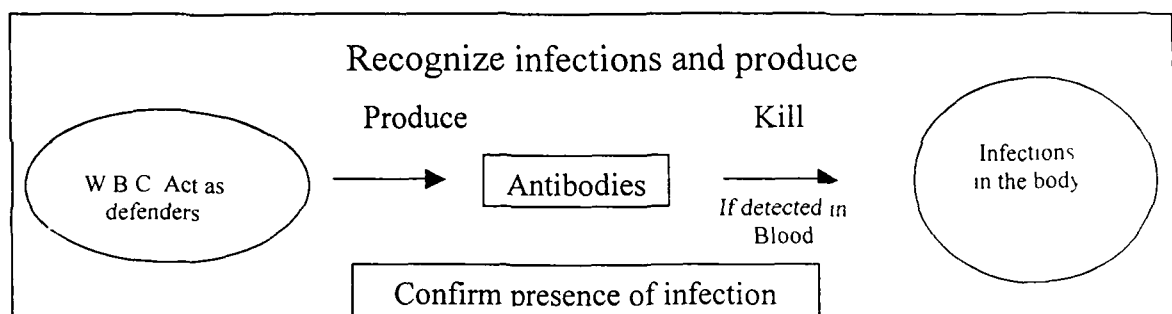 Recognize infections and produce
Produce
Kill
W B C Act as
defenders
Antibodies
If detected in
Blood
Infections
in the body
Confirm presence of infection